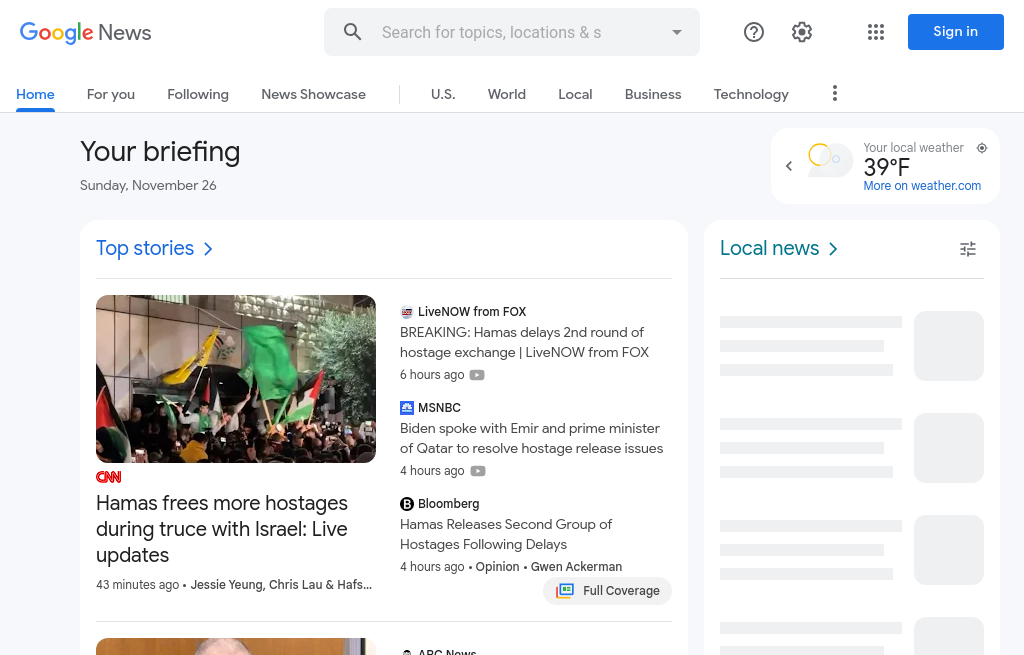 Google News
Search for topics, locations & s
Sign in
Home
For you
Following
News Showcase
U.S.
World
Local
Business
Technology
Your briefing
Sunday, November 26
Your local weather
39°F
More on weather.com
Top stories
Local news
CNN
Hamas frees more hostages
during truce with Israel: Live
updates
43 minutes ago • Jessie Yeung, Chris Lau & Hafs...
LiveNOW from FOX
BREAKING: Hamas delays 2nd round of
hostage exchange | LiveNOW from FOX
6 hours ago
MSNBC
Biden spoke with Emir and prime minister
of Qatar to resolve hostage release issues
4 hours ago
B Bloomberg
Hamas Releases Second Group of
Hostages Following Delays
4 hours ago • Opinion • Gwen Ackerman
Full Coverage
ABC News